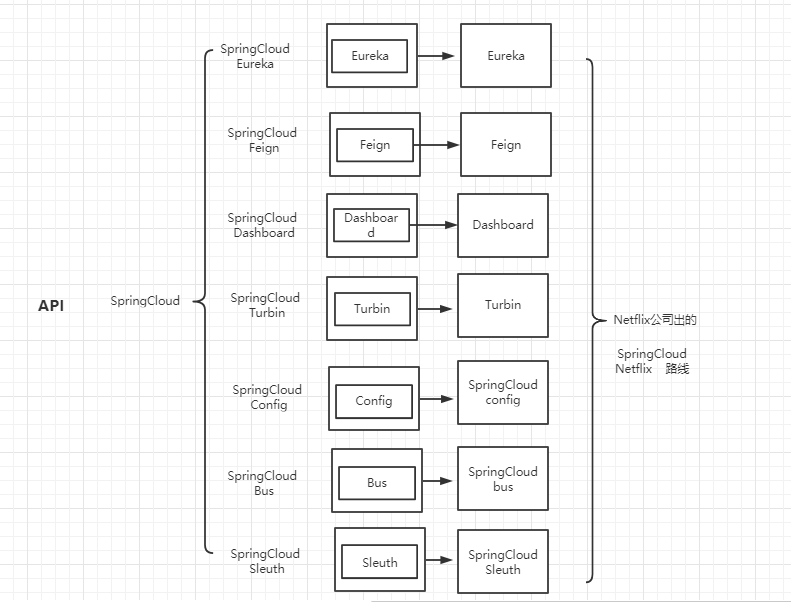 API
SpringCloud
SpringCloud
Eureka
Eureka
Eureka
SpringCloud
Feign
Feign
Feign
SpringCloud
Dashboard
Dashboar
d
Dashboard
SpringCloud
Turbin
Turbin
Turbin
SpringCloud
Config
Config
SpringCloud
config
SpringCloud
Bus
Bus
SpringCloud
bus
SpringCloud
Sleuth
Sleuth
SpringCloud
Sleuth
Netflix公司出的
SpringCloud
Netflix 路线